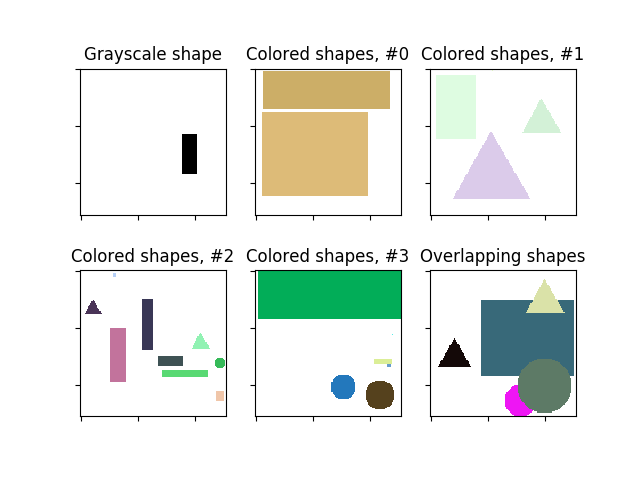 Grayscale shape
Colored shapes, #0
Colored shapes, #1
Colored shapes, #2
Colored shapes, #3
Overlapping shapes